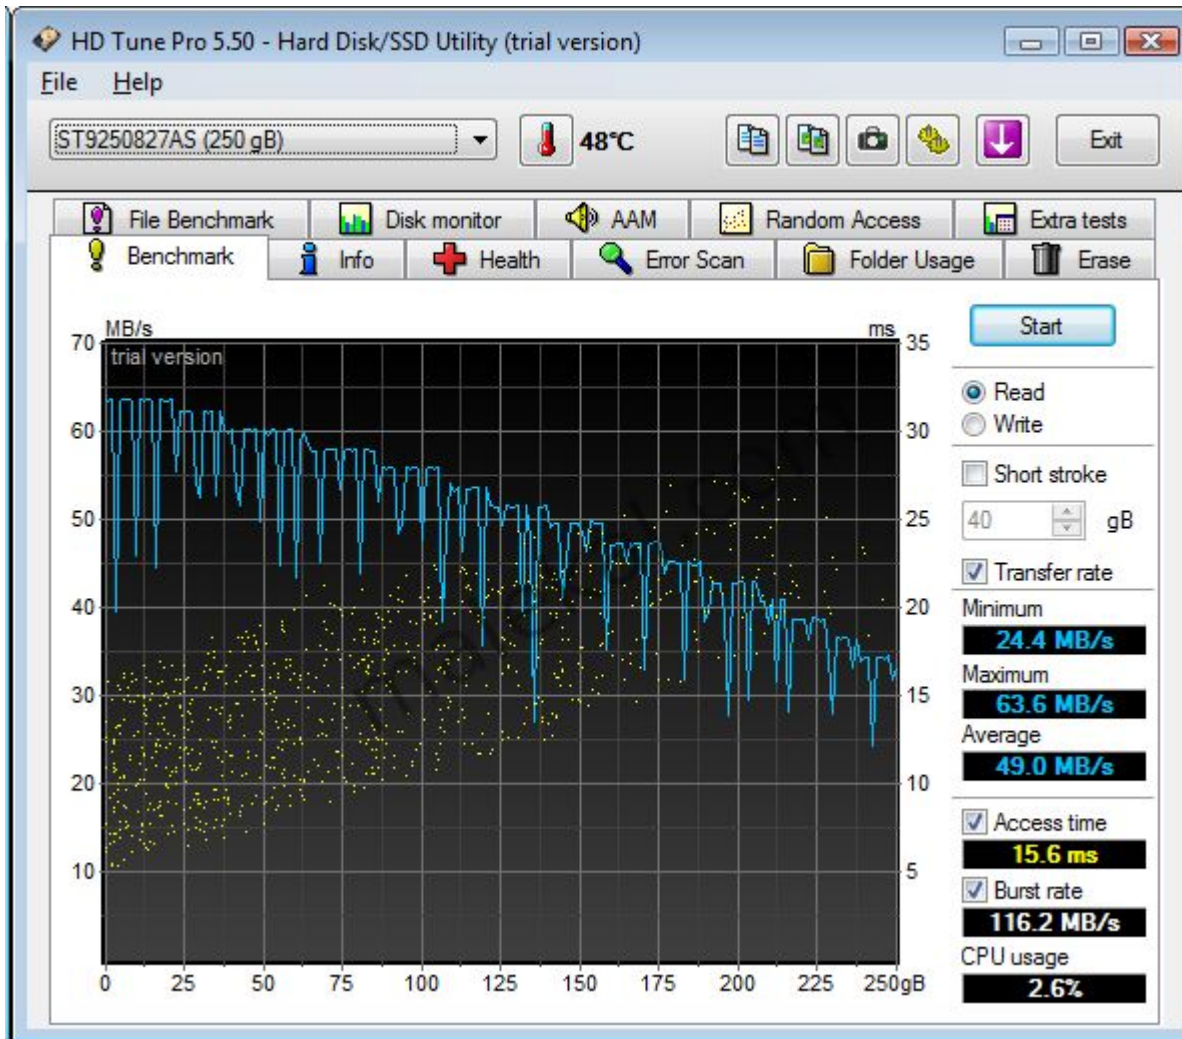 HD Tune Pro 5.50 - Hard Disk/SSD Utility (trial version)
File Help
ST9250827AS (250 gB) 48°C Exit
File Benchmark Disk monitor AAM Random Access Extra tests
Benchmark Info Health Error Scan Folder Usage Erase
MB/s ms
70 35
trial version
60 30
50 25
40 20
30 15
20 10
10 5
0 25 50 75 100 125 150 175 200 225 250gB
Start
Read
Write
Short stroke
40 gB
Transfer rate
Minimum
24.4 MB/s
Maximum
63.6 MB/s
Average
49.0 MB/s
Access time
15.6 ms
Burst rate
116.2 MB/s
CPU usage
2.6%